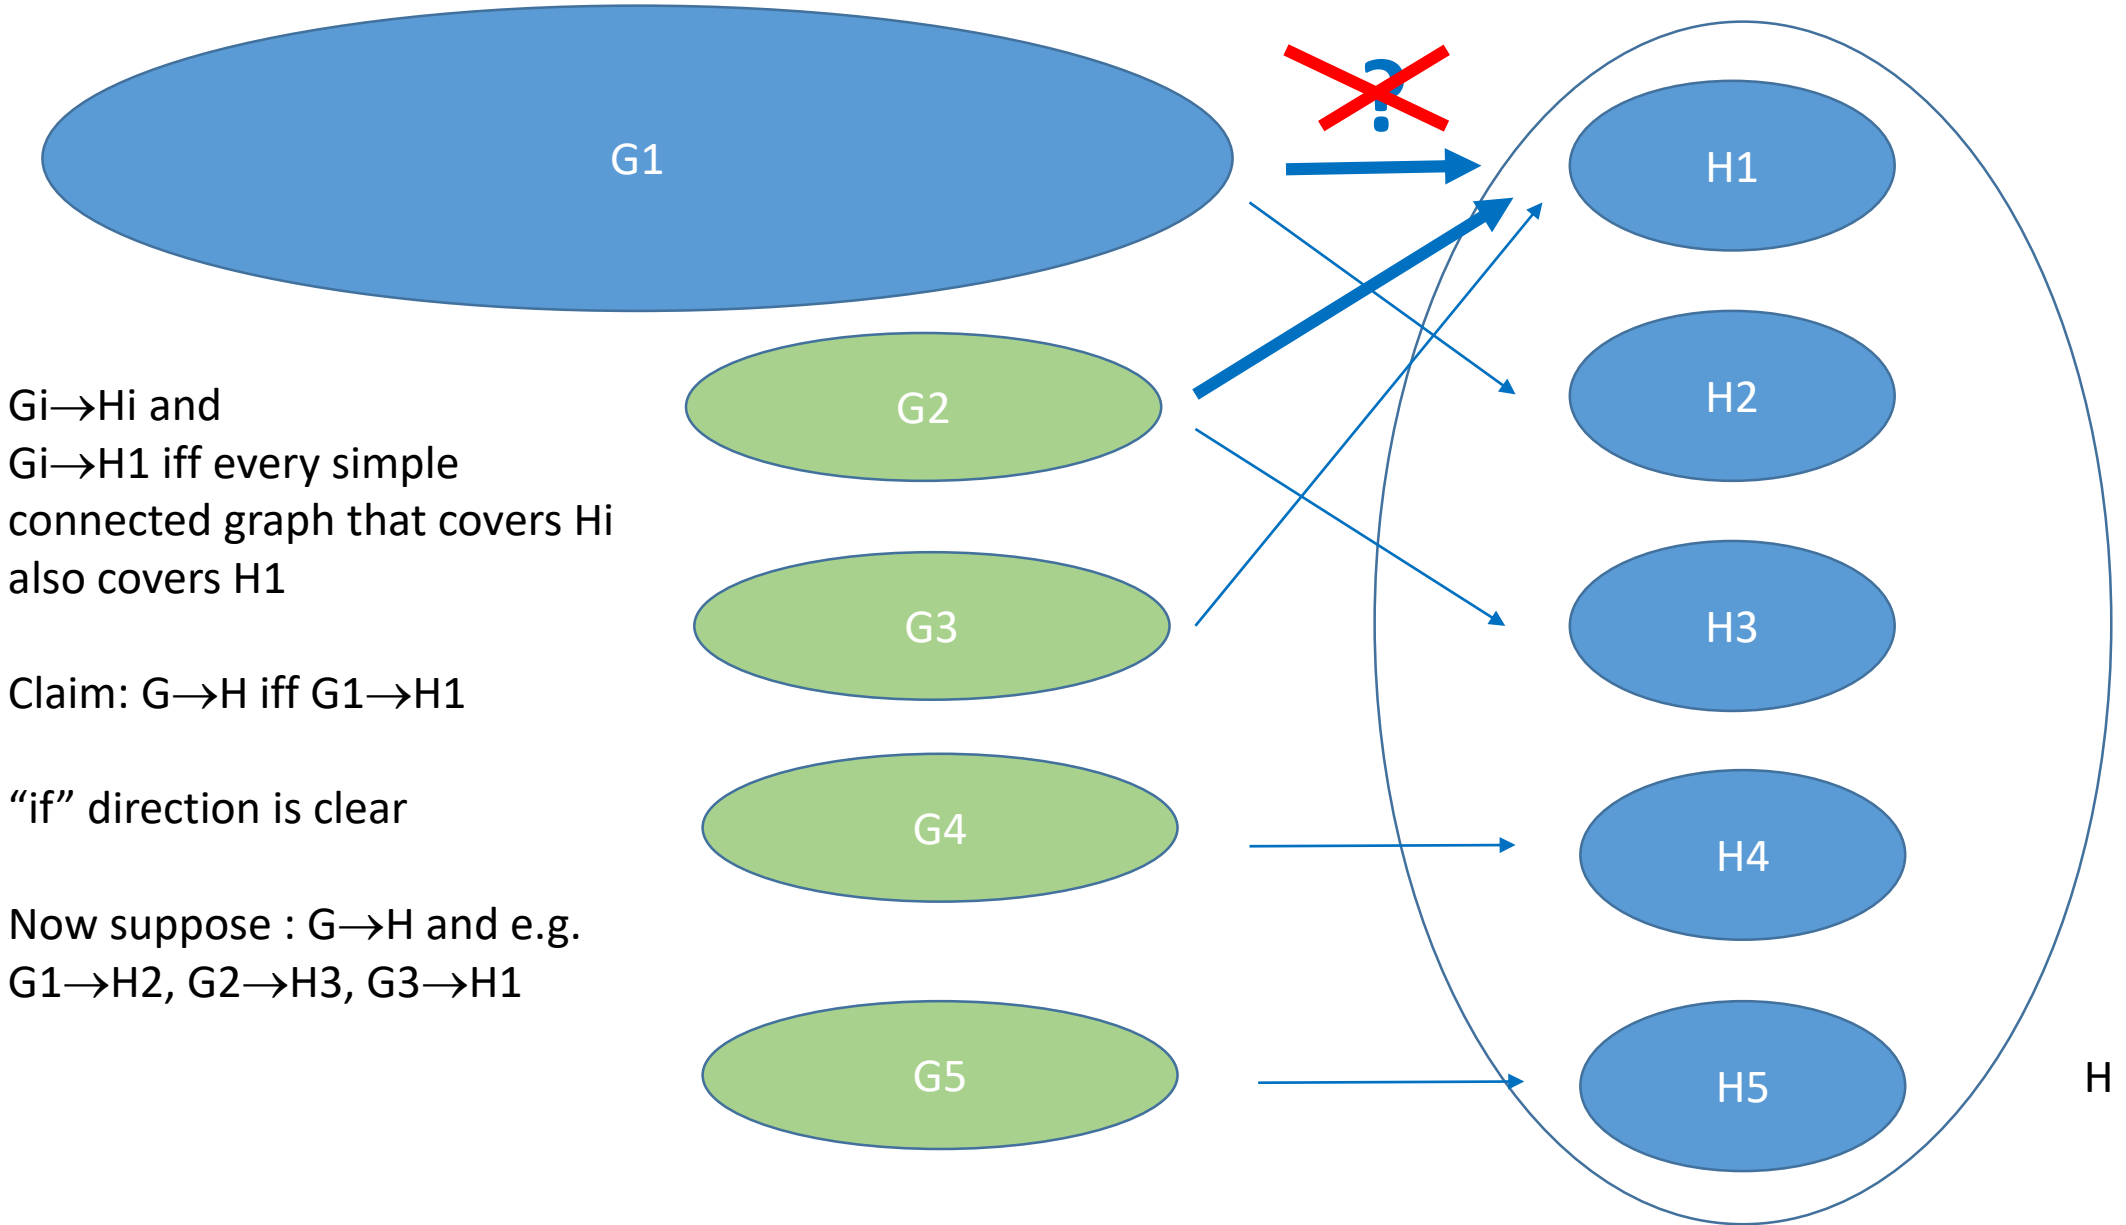 ?
G1
H1
G2
H2
Gi→Hi and
Gi→H1 iff every simple
connected graph that covers Hi
also covers H1
G3
H3
Claim: G→H iff G1→H1
"if" direction is clear
G4
H4
Now suppose : G→H and e.g.
G1→H2, G2→H3, G3→H1
G5
H5
H